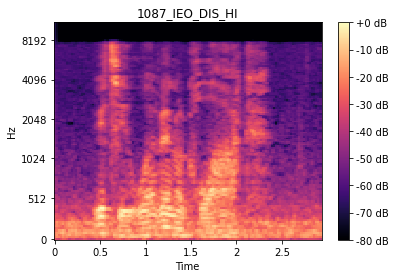 1087_IEO_DIS_HI
Hz
8192
4096
2048
1024
512
0
0
0.5
1
1.5
2
2.5
Time
+0 dB
-10 dB
-20 dB
-30 dB
-40 dB
-50 dB
-60 dB
-70 dB
-80 dB